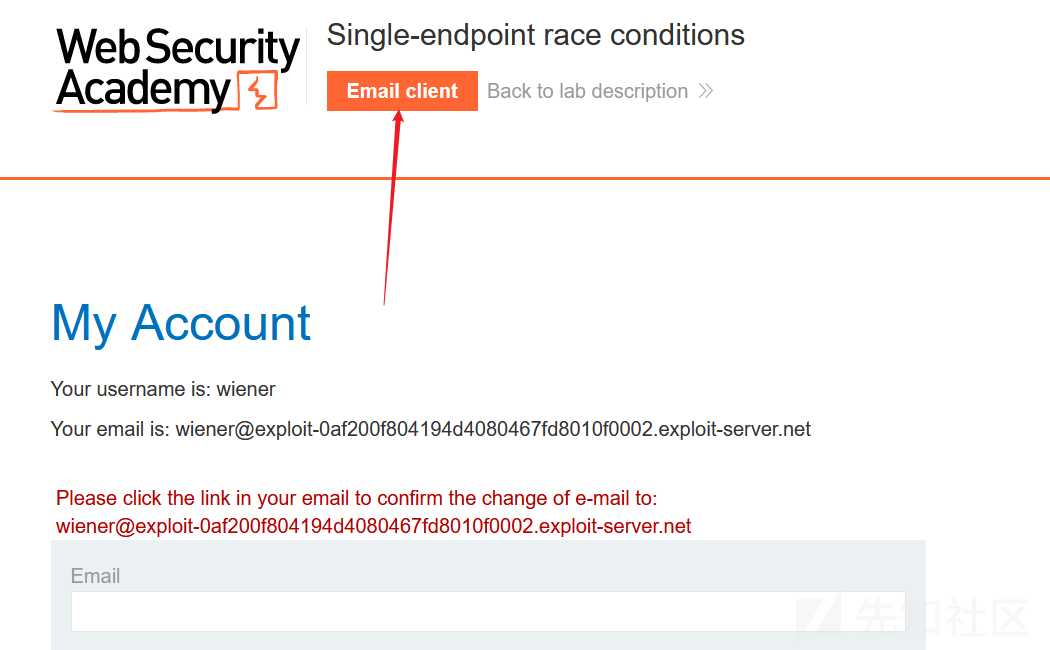 Web Security
Academy
Single-endpoint race conditions
Email client
Back to lab description
My Account
Your username is: wiener
Your email is: wiener@exploit-0af200f804194d4080467fd8010f0002.exploit-server.net
Please click the link in your email to confirm the change of e-mail to:
wiener@exploit-0af200f804194d4080467fd8010f0002.exploit-server.net
Email
先知社区